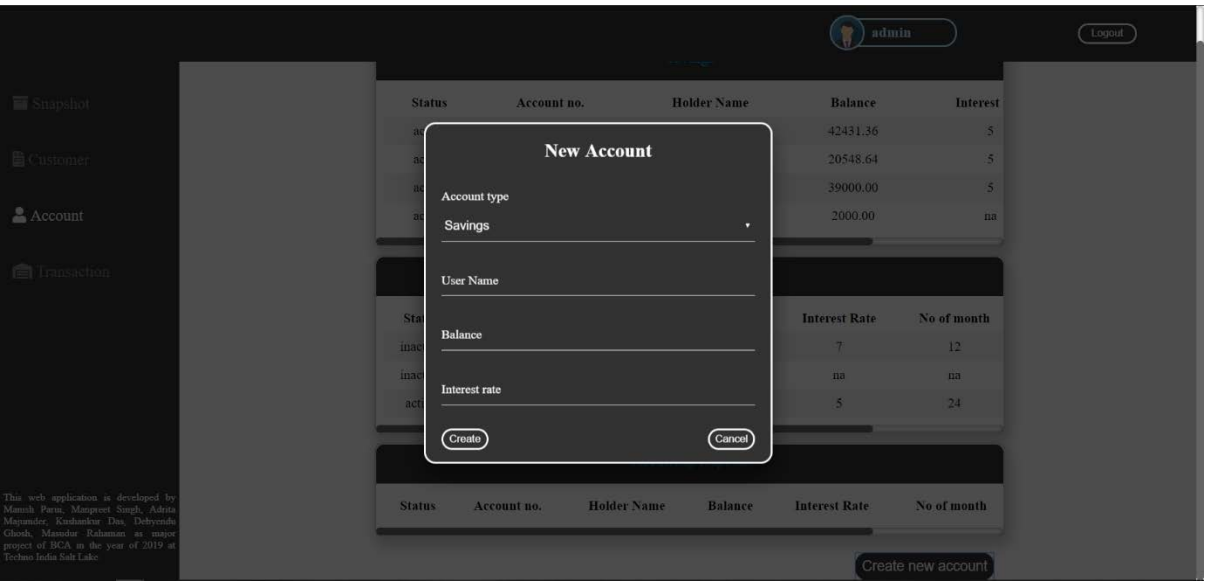 admin
Logout
Snapshot
Customer
Account
Transaction
Status Account no. Holder Name Balance Interest
42431.36 5
20548.64 5
39000.00 5
2000.00 na
New Account
Account type
Savings
User Name
Balance
Interest rate
Create Cancel
Interest Rate No of month
7 12
na na
5 24
Status Account no. Holder Name Balance Interest Rate No of month
Create new account
This web application is developed by
Manish Parui, Manpreet Singh, Adrita
Majumder, Kushankur Das, Debyendu
Ghosh, Masudur Rahaman as major
project of BCA in the year of 2019 at
Techno India Salt Lake